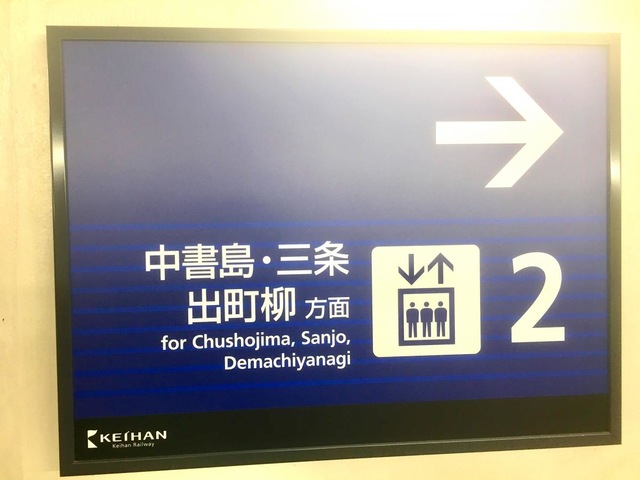 中書島・三条
出町柳 方面
for Chushojima, Sanjo,
Demachiyanagi
2
KEIHAN
Keihan Railway